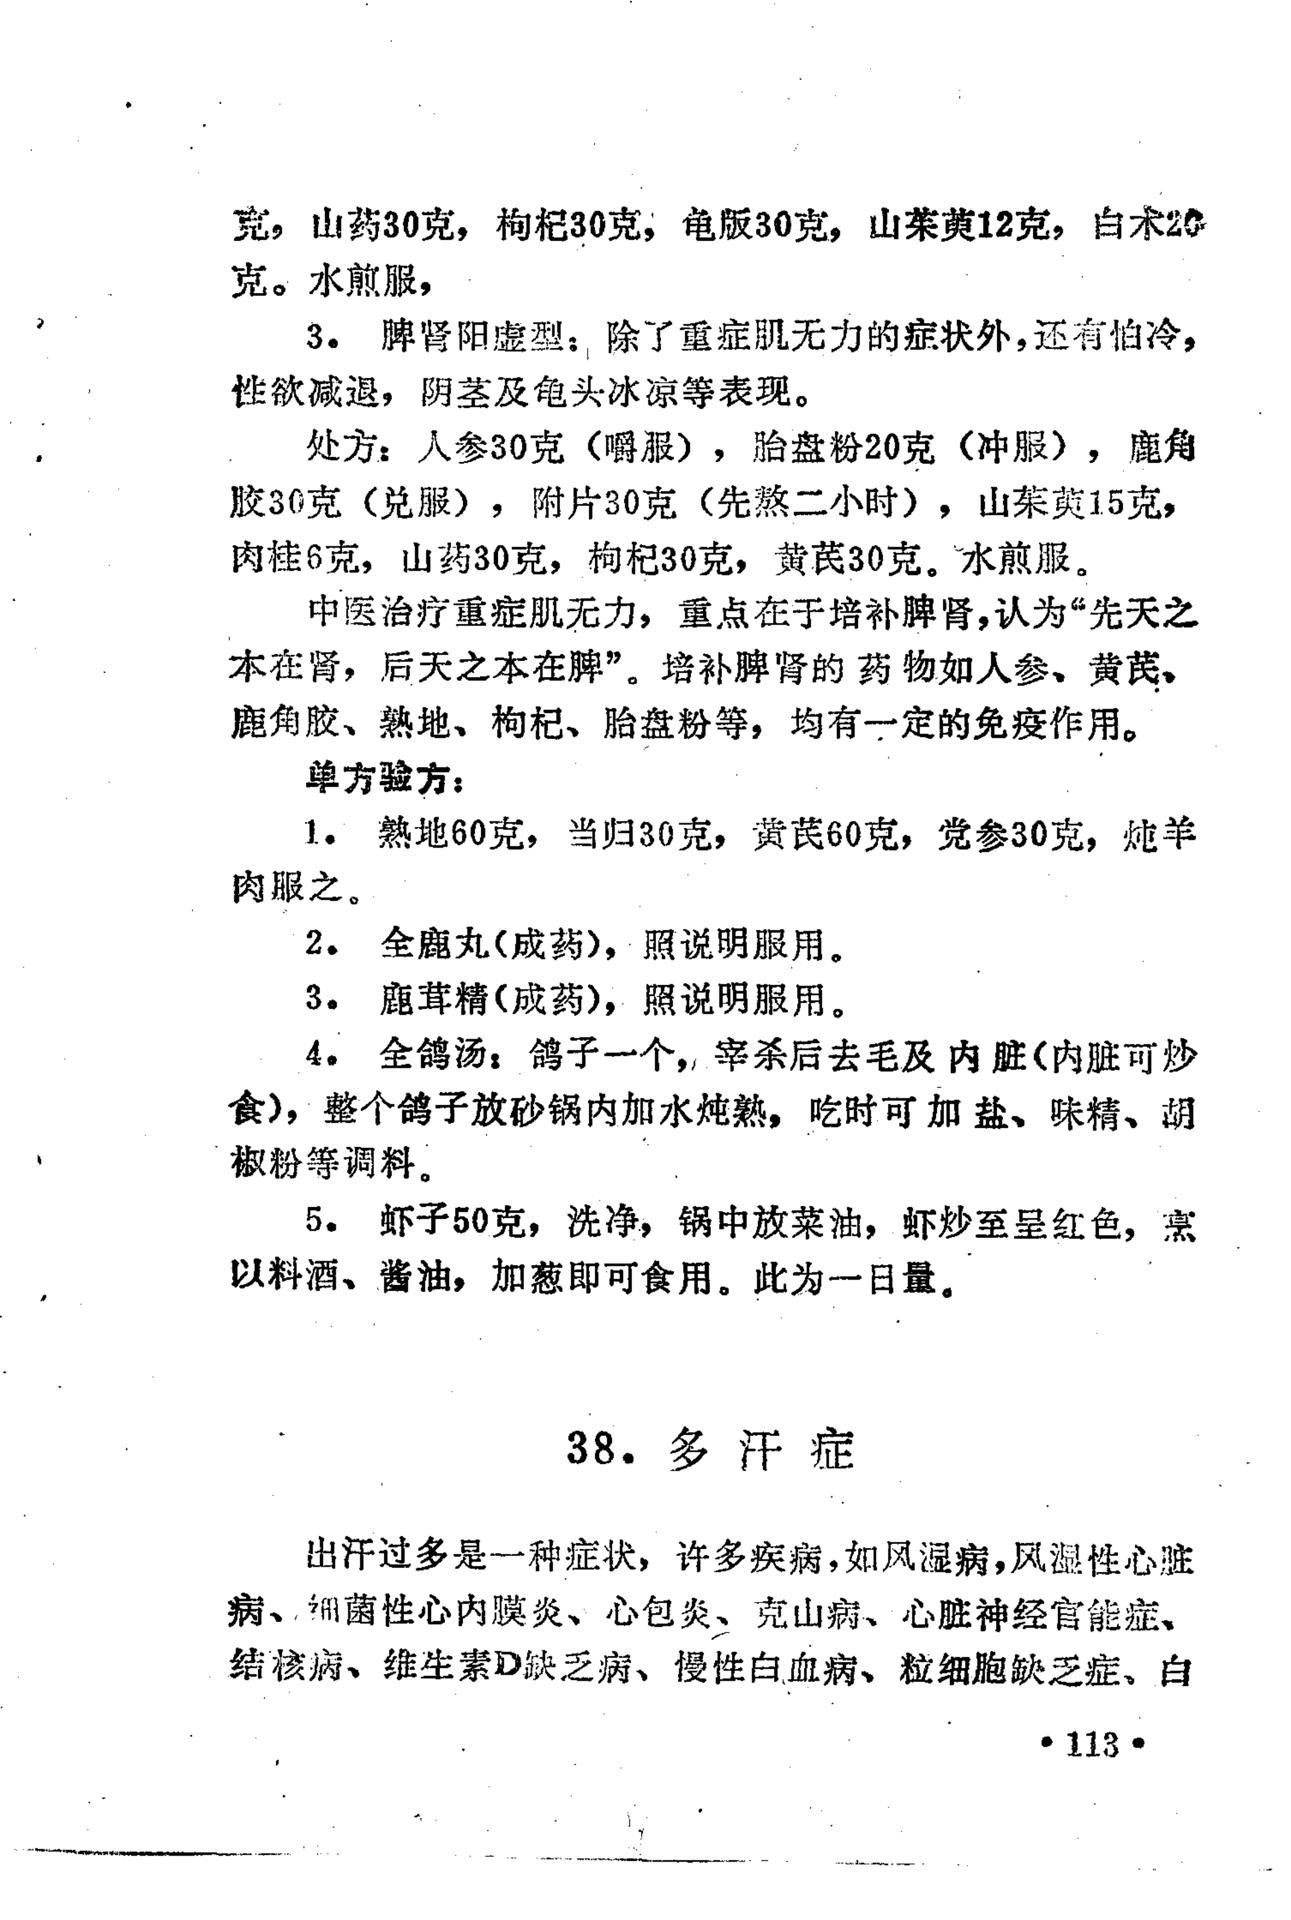 克，山药30克，枸杞30克，龟版30克，山茱萸12克，白术20
克。水煎服，
3． 脾肾阳虚型：除了重症肌无力的症状外，还有怕冷，
性欲减退，阴茎及龟头冰凉等表现。
处方：人参30克（嚼服），胎盘粉20克（冲服），鹿角
胶30克（兑服），附片30克（先熬二小时），山茱萸15克，
肉桂6克，山药30克，枸杞30克，黄芪30克。水煎服。
中医治疗重症肌无力，重点在于培补脾肾，认为“先天之
本在肾，后天之本在脾”。培补脾肾的药物如人参、黄芪、
鹿角胶、熟地、枸杞、胎盘粉等，均有一定的免疫作用。
单方验方：
1． 熟地60克，当归30克，黄芪60克，党参30克，炖羊
肉服之。
2． 全鹿丸（成药），照说明服用。
3． 鹿茸精（成药），照说明服用。
4． 全鸽汤：鸽子一个，宰杀后去毛及内脏（内脏可炒
食），整个鸽子放砂锅内加水炖熟，吃时可加盐、味精、胡
椒粉等调料。
5． 虾子50克，洗净，锅中放菜油，虾炒至呈红色，烹
以料酒、酱油，加葱即可食用。此为一日量。
38．多汗症
出汗过多是一种症状，许多疾病，如风湿病，风湿性心脏
病、细菌性心内膜炎、心包炎、克山病、心脏神经官能症、
结核病、维生素D缺乏病、慢性白血病、粒细胞缺乏症、白
·113·